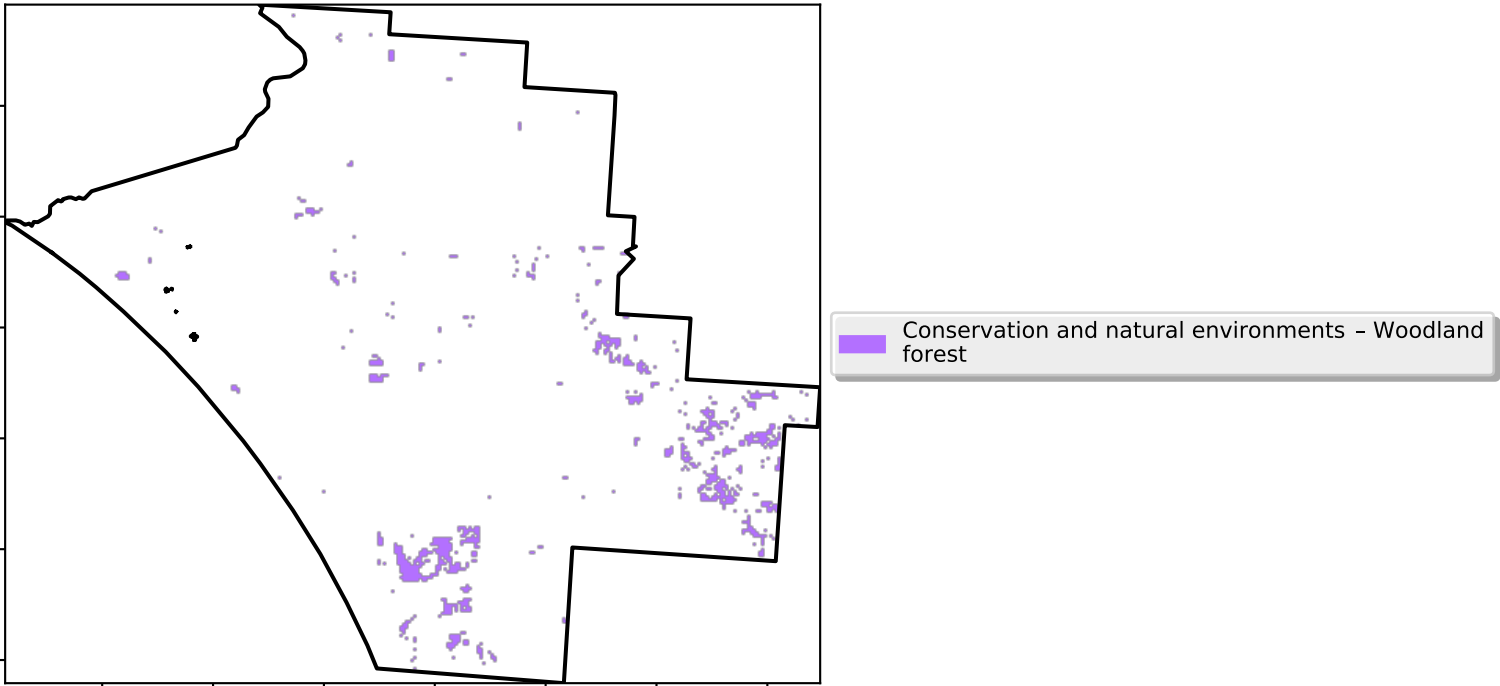 Conservation and natural environments – Woodland
forest